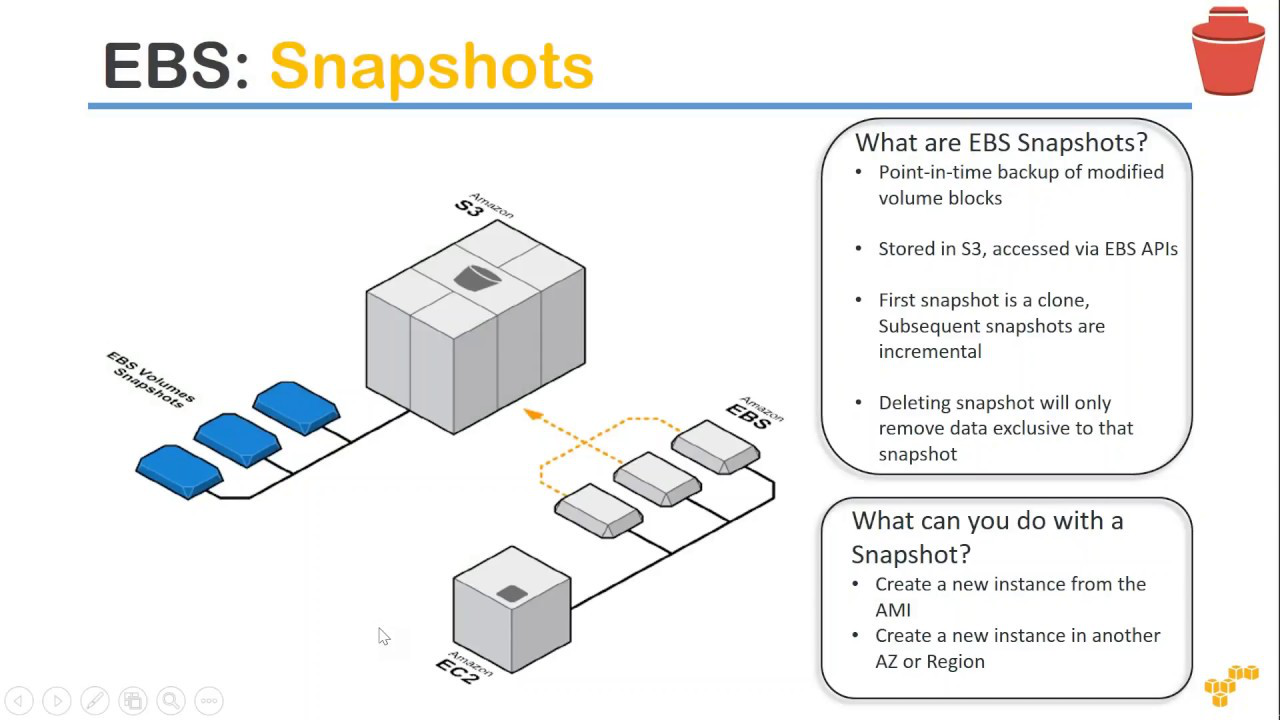 EBS: Snapshots
Amazon
S3
EBS Volumes
Snapshots
Amazon
EBS
Amazon
EC2
What are EBS Snapshots?
• Point-in-time backup of modified
volume blocks
• Stored in S3, accessed via EBS APIs
• First snapshot is a clone,
Subsequent snapshots are
incremental
• Deleting snapshot will only
remove data exclusive to that
snapshot
What can you do with a
Snapshot?
• Create a new instance from the
AMI
• Create a new instance in another
AZ or Region